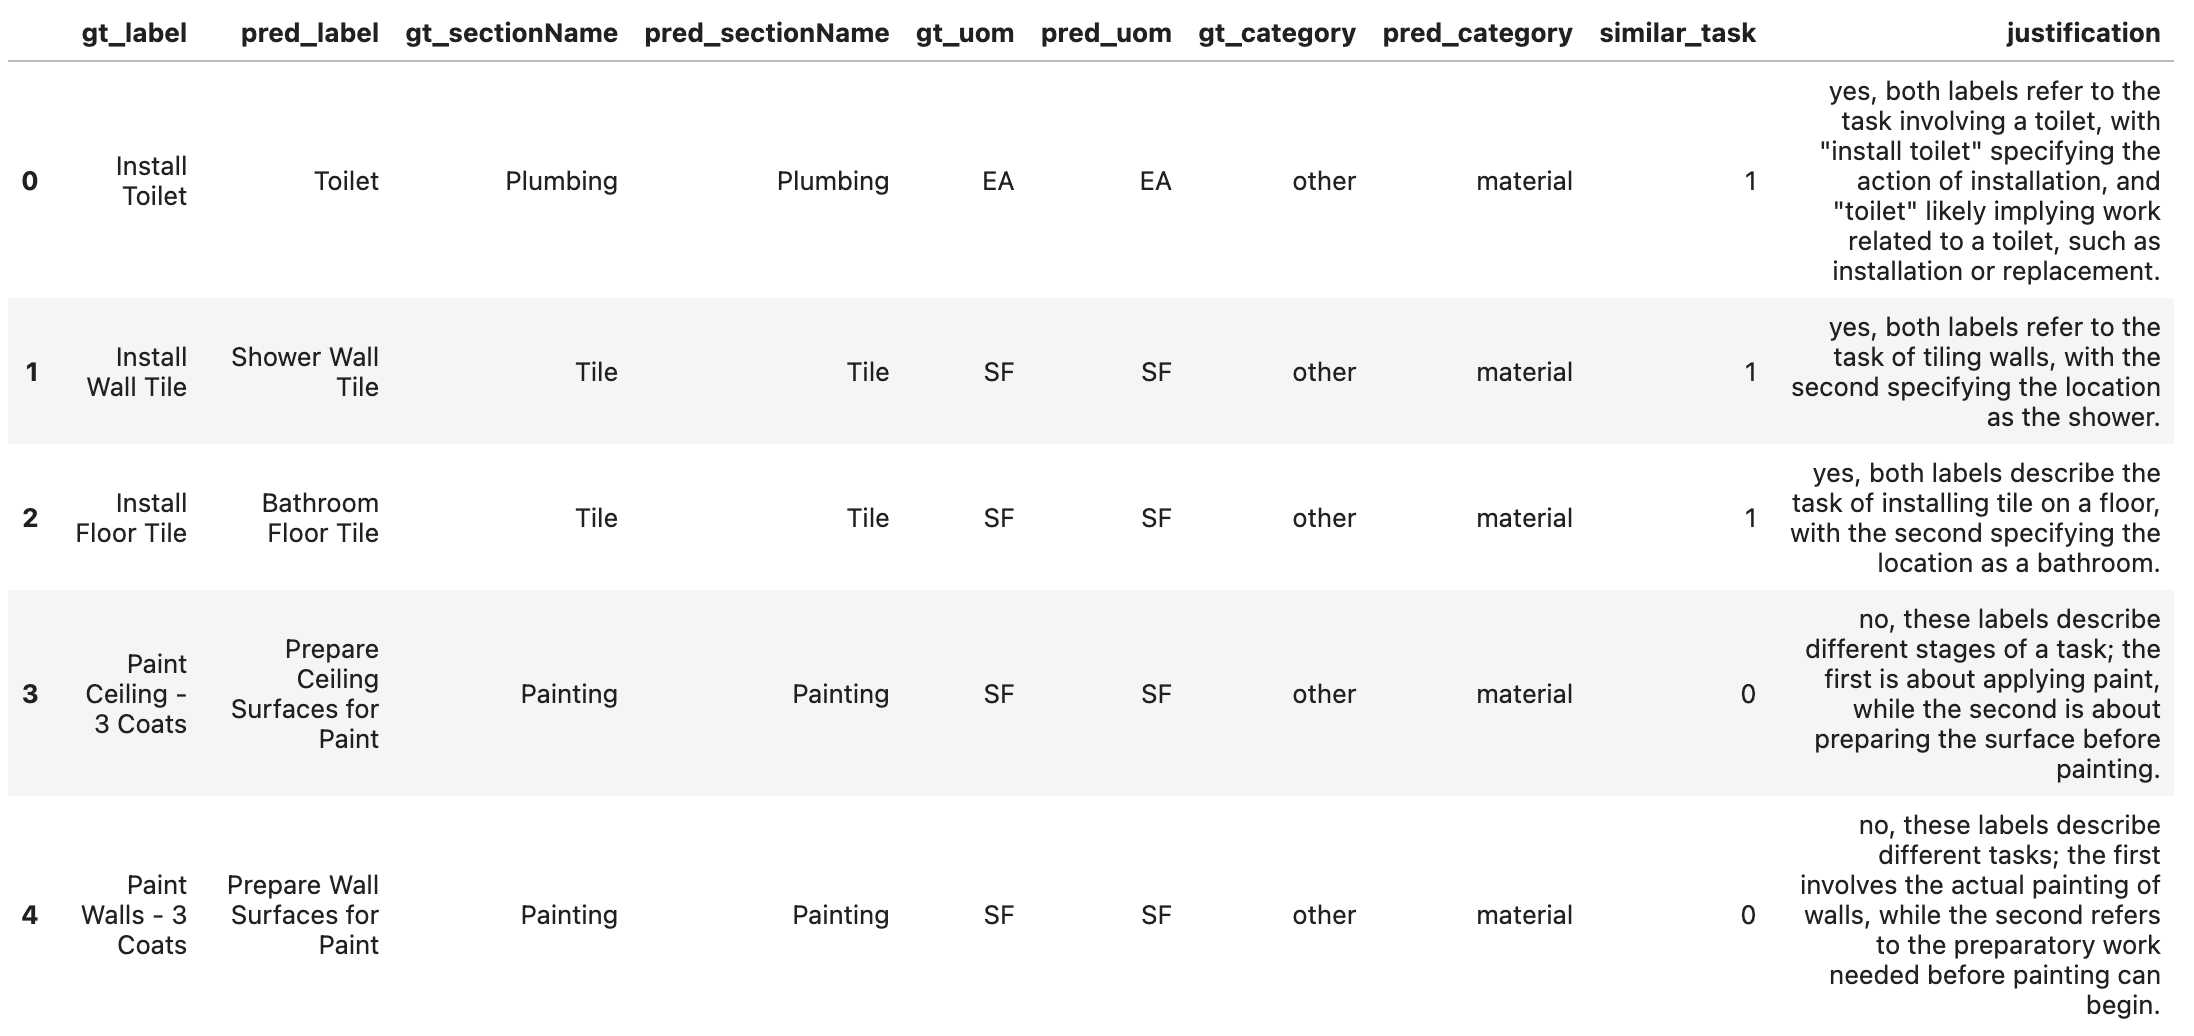 gt_label pred_label gt_sectionName pred_sectionName gt_uom pred_uom gt_category pred_category similar_task justification
0 Install Toilet Toilet Plumbing Plumbing EA EA other material 1 yes, both labels refer to the
task involving a toilet, with
"install toilet" specifying the
action of installation, and
"toilet" likely implying work
related to a toilet, such as
installation or replacement.
1 Install Wall Tile Shower Wall Tile Tile Tile SF SF other material 1 yes, both labels refer to the
task of tiling walls, with the
second specifying the location
as the shower.
2 Install Floor Tile Bathroom Floor Tile Tile Tile SF SF other material 1 yes, both labels describe the
task of installing tile on a floor,
with the second specifying the
location as a bathroom.
3 Paint Ceiling - 3 Coats Prepare Ceiling Surfaces for Paint Painting Painting SF SF other material 0 no, these labels describe
different stages of a task; the
first is about applying paint,
while the second is about
preparing the surface before
painting.
4 Paint Walls - 3 Coats Prepare Wall Surfaces for Paint Painting Painting SF SF other material 0 no, these labels describe
different tasks; the first
involves the actual painting of
walls, while the second refers
to the preparatory work
needed before painting can
begin.